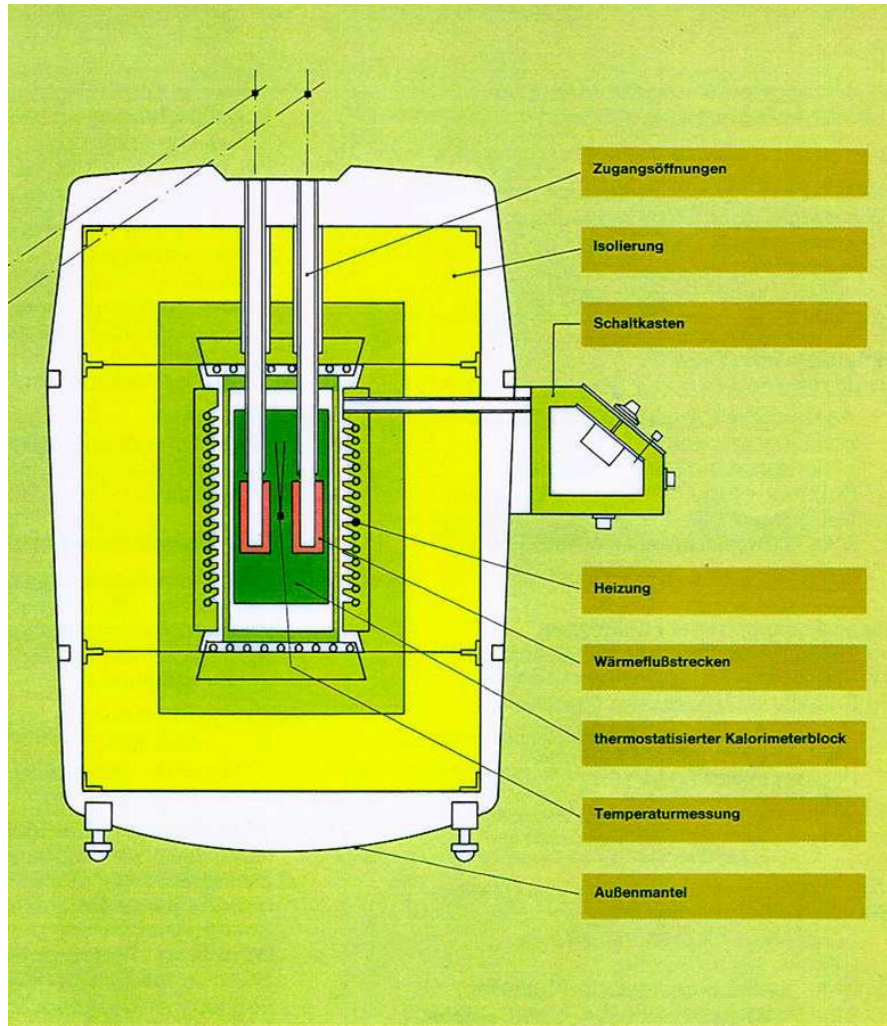 Zugangsöffnungen
Isolierung
Schaltkasten
Heizung
Wärmeflußstrecken
thermostatisierter Kalorimeterblock
Temperaturmessung
Außenmantel